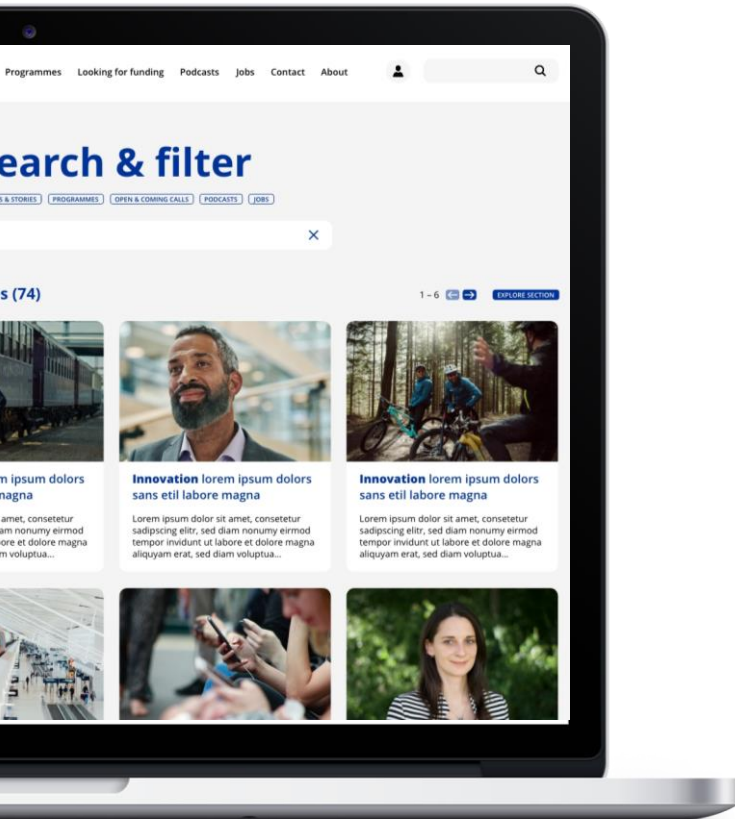 Programmes Looking for funding Podcasts Jobs Contact About
earch & filter
S & STORIES PROGRAMMES OPEN & COMING CALLS PODCASTS JOBS
s (74)
1 – 6
EXPLORE SECTION
m ipsum dolors
magna
amet, consetetur
am nonumy eirmod
ore et dolore magna
m voluptua...
Innovation lorem ipsum dolors
sans etil labore magna
Lorem ipsum dolor sit amet, consetetur
sadipscing elitr, sed diam nonumy eirmod
tempor invidunt ut labore et dolore magna
aliquyam erat, sed diam voluptua...
Innovation lorem ipsum dolors
sans etil labore magna
Lorem ipsum dolor sit amet, consetetur
sadipscing elitr, sed diam nonumy eirmod
tempor invidunt ut labore et dolore magna
aliquyam erat, sed diam voluptua...